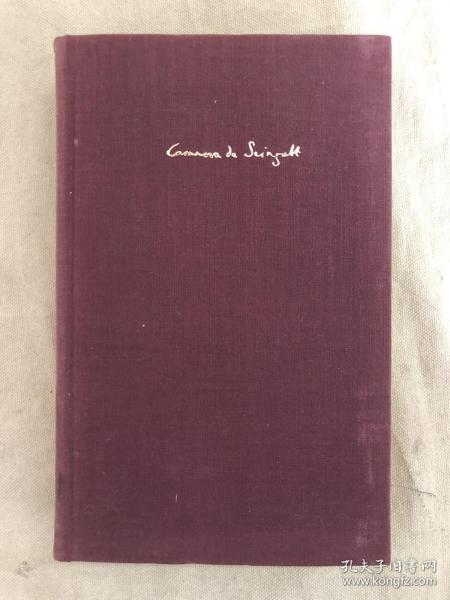 Casanova de Seingalt
孔夫子旧书网
www.kongfz.com